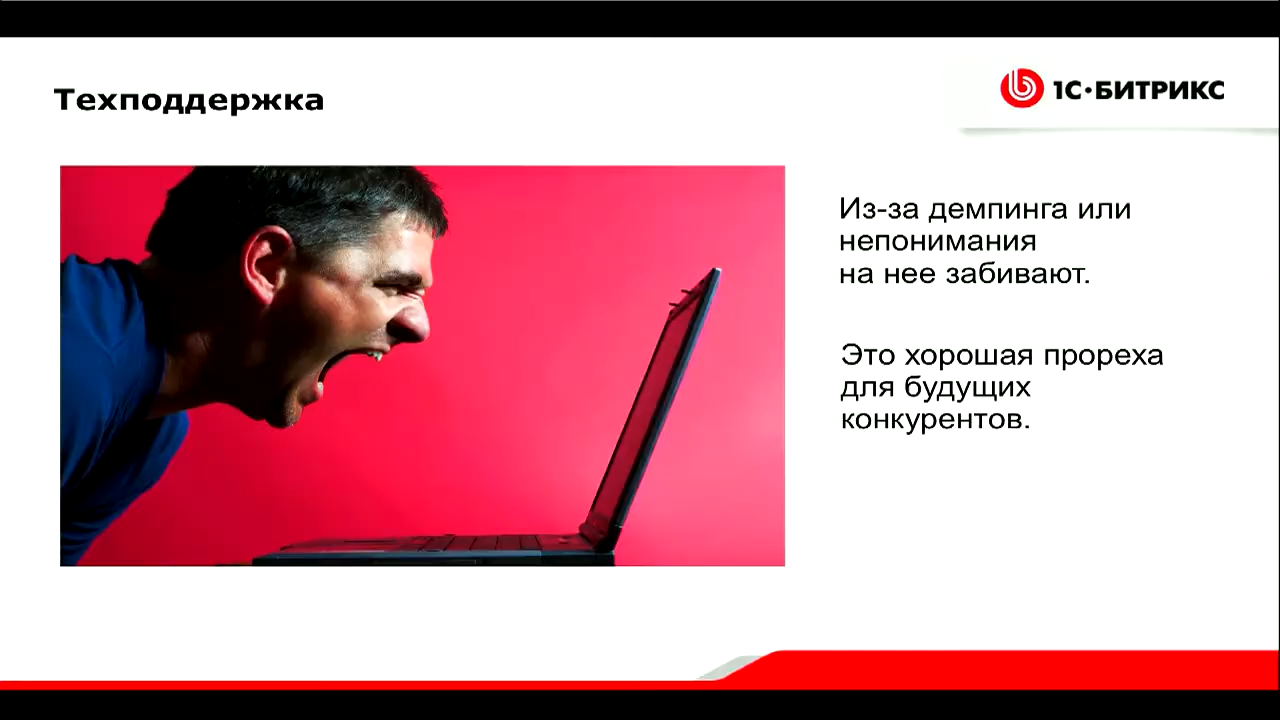 Техподдержка
1С•БИТРИКС
Из-за демпинга или
непонимания
на нее забивают.
Это хорошая прореха
для будущих
конкурентов.